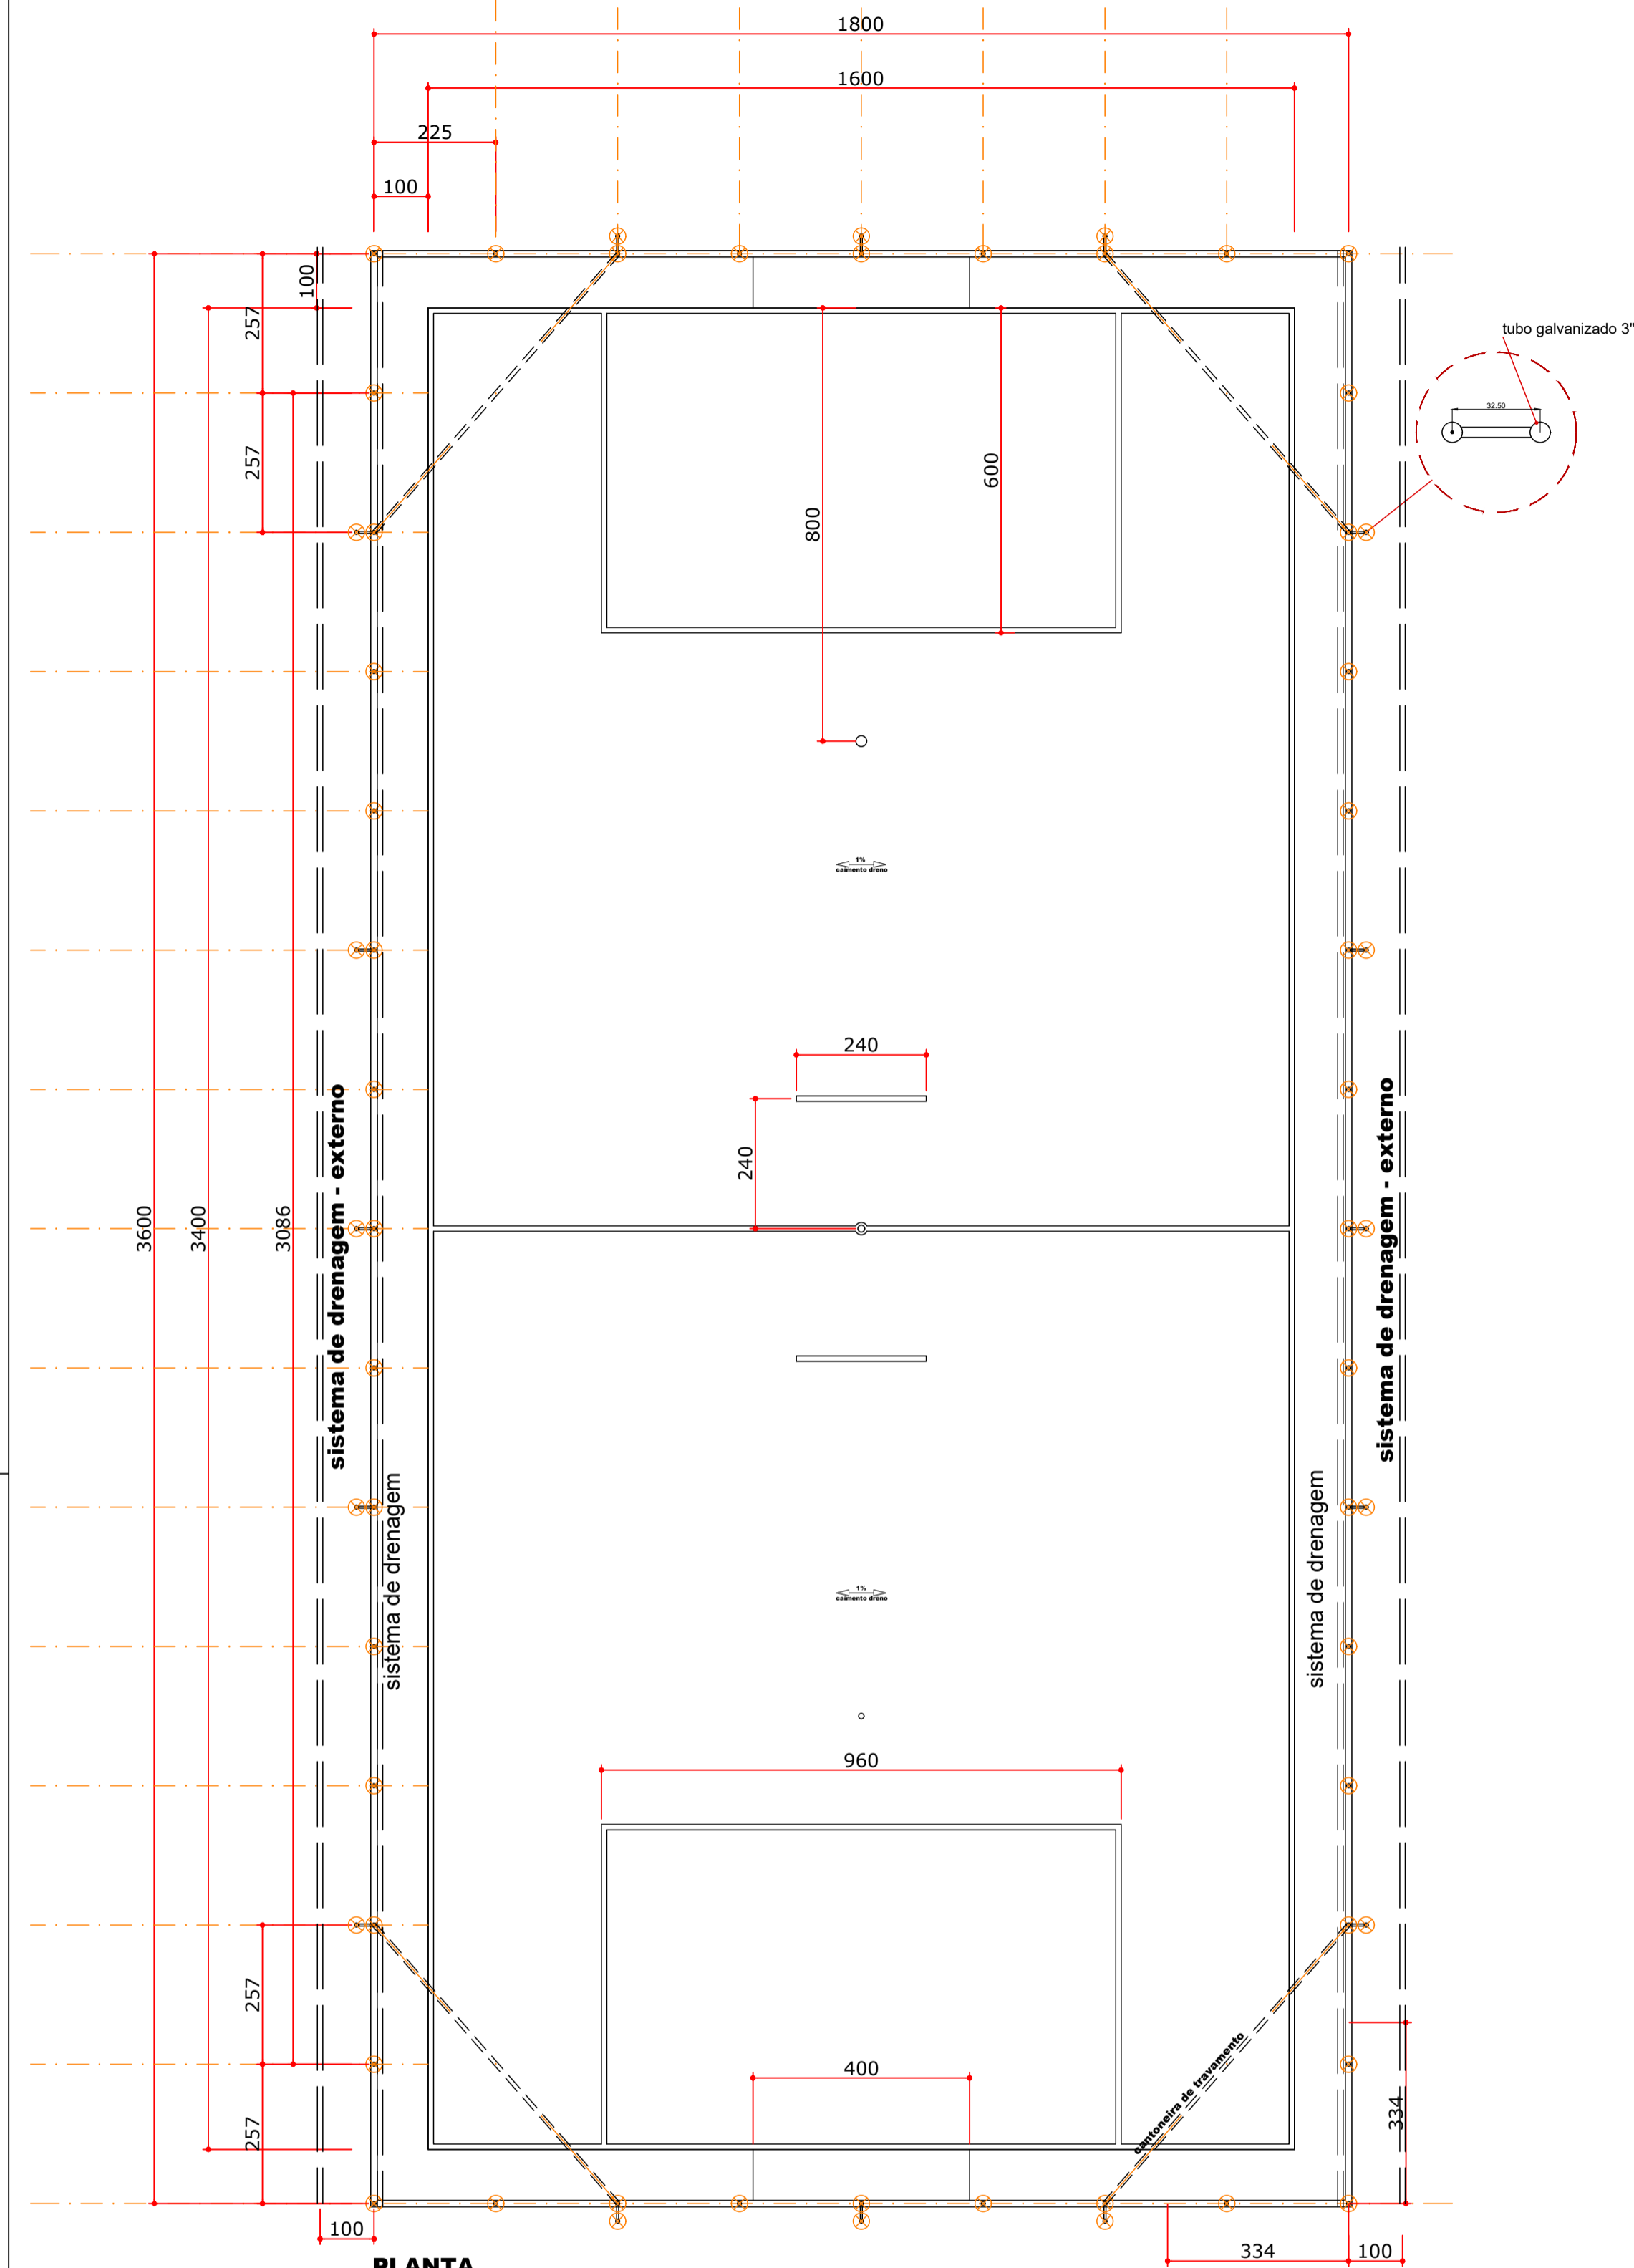 1800
1600
225
100
100
257
tubo galvanizado 3"
32.50
257
600
800
1%
caimento dreno
240
240
sistema de drenagem - externo
sistema de drenagem - externo
3600
3400
3086
sistema de drenagem
sistema de drenagem
1%
caimento dreno
960
257
400
cantoneira de travamento
334
257
100
334
100
PLANTA